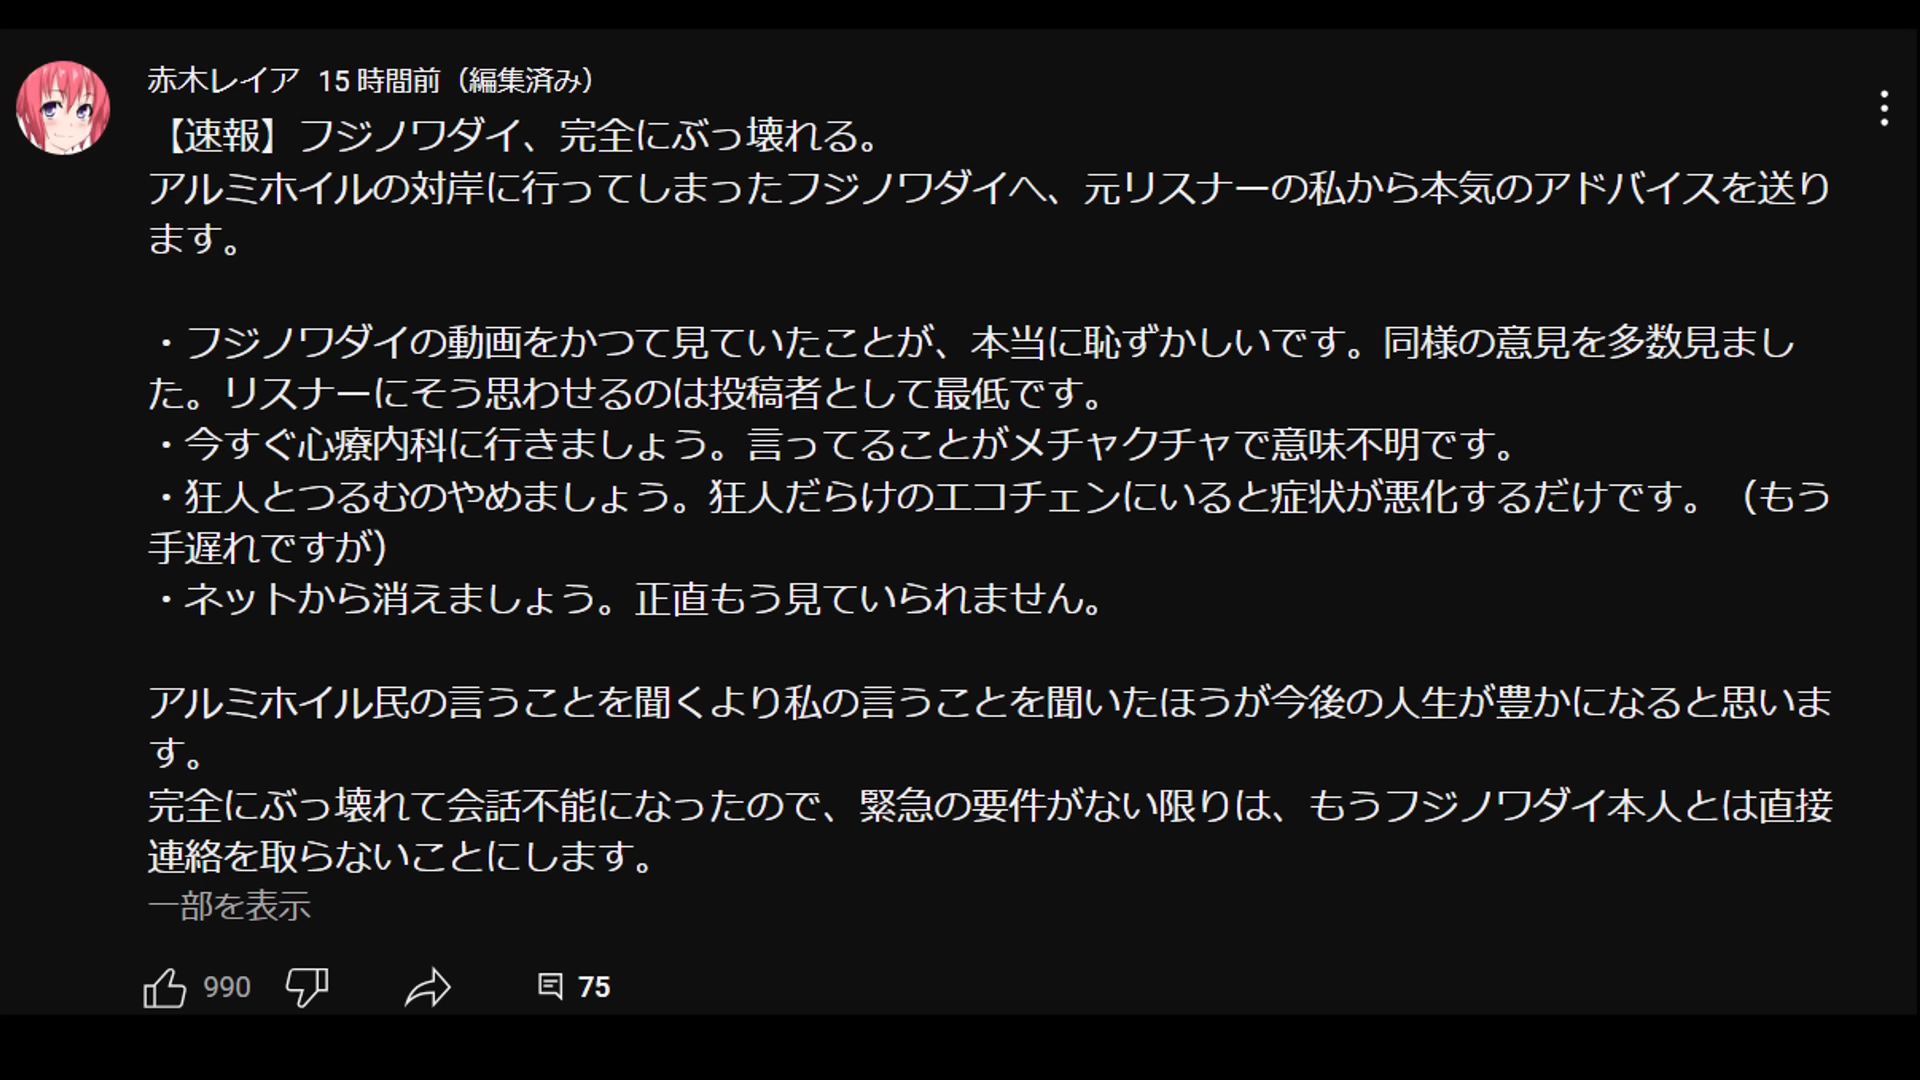 赤木レイア 15 時間前（編集済み）
【速報】フジノワダイ、完全にぶっ壊れる。
アルミホイルの対岸に行ってしまったフジノワダイへ、元リスナーの私から本気のアドバイスを送り
ます。
・フジノワダイの動画をかつて見ていたことが、本当に恥ずかしいです。同様の意見を多数見まし
た。リスナーにそう思わせるのは投稿者として最低です。
・今すぐ心療内科に行きましょう。言ってることがメチャクチャで意味不明です。
・狂人とつるむのやめましょう。狂人だらけのエコチェンにいると症状が悪化するだけです。（もう
手遅れですが）
・ネットから消えましょう。正直もう見ていられません。
アルミホイル民の言うことを聞くより私の言うことを聞いたほうが今後の人生が豊かになると思いま
す。
完全にぶっ壊れて会話不能になったので、緊急の要件がない限りは、もうフジノワダイ本人とは直接
連絡を取らないことにします。
一部を表示
990 75